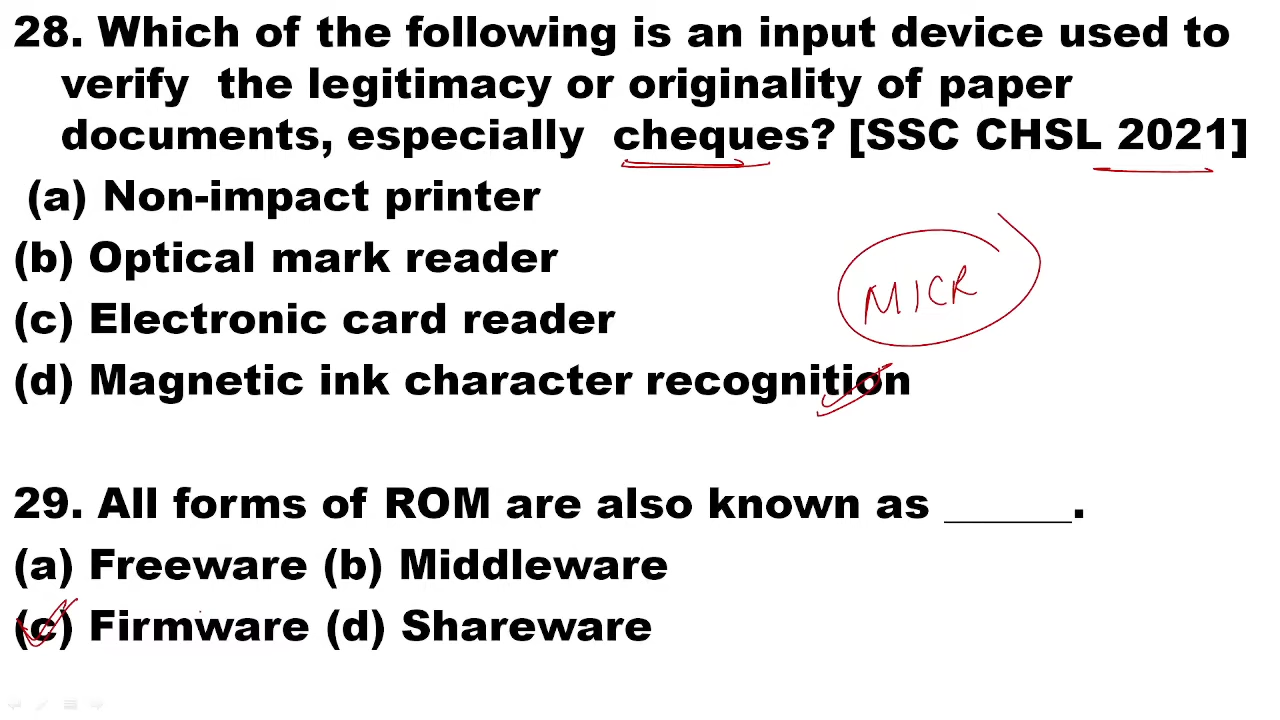 28. Which of the following is an input device used to
verify the legitimacy or originality of paper
documents, especially cheques? [SSC CHSL 2021]
(a) Non-impact printer
(b) Optical mark reader
MICR
(c) Electronic card reader
(d) Magnetic ink character recognition
29. All forms of ROM are also known as ______.
(a) Freeware (b) Middleware
(c) Firmware (d) Shareware